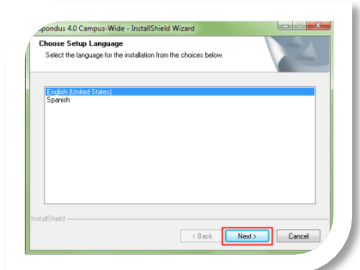 pondus 4.0 Campus-Wide - InstallShield Wizard
Choose Setup Language
Select the language for the installation from the choices below.
English (United States)
Spanish
InstallShield
< Back Next > Cancel